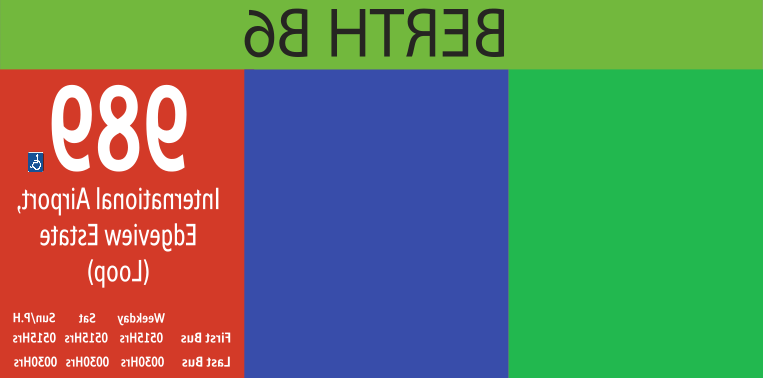 BERTH B6
989
International Airport,
Edgeview Estate
(Loop)
Weekday Sat Sun/P.H
First Bus 0515Hrs 0515Hrs 0515Hrs
Last Bus 0030Hrs 0030Hrs 0030Hrs